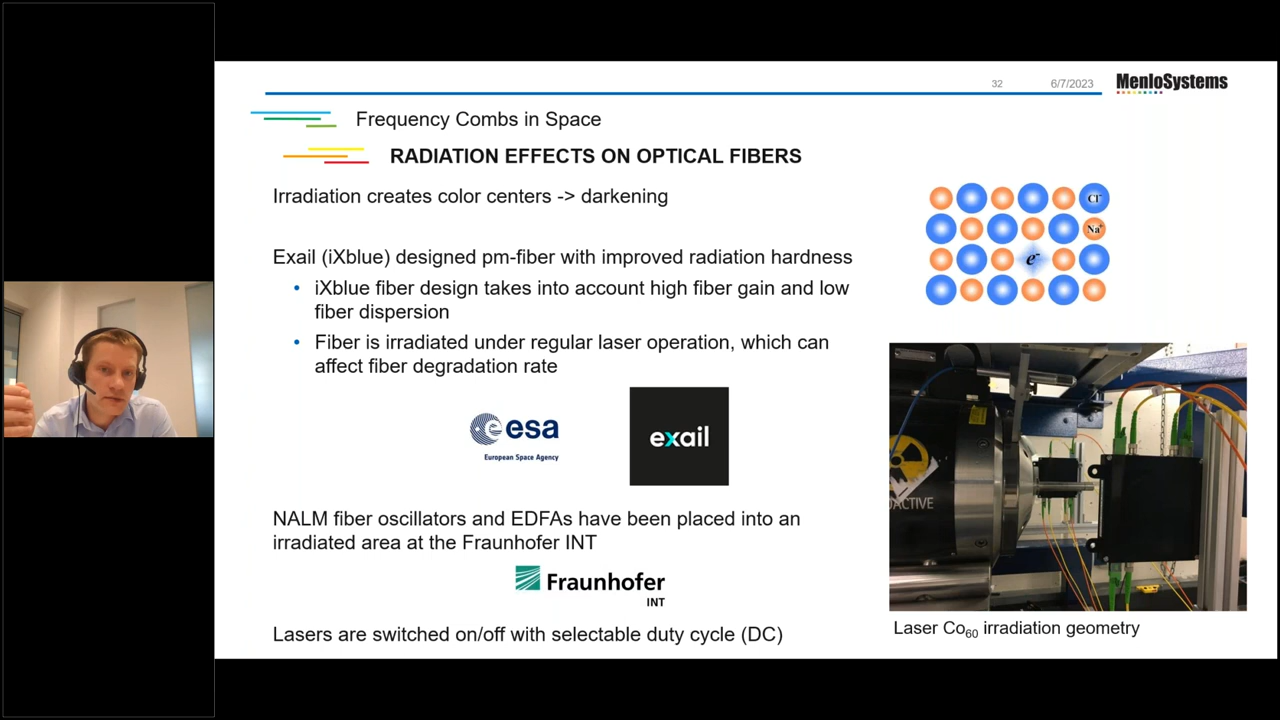 32
6/7/2023
MenloSystems
Frequency Combs in Space
RADIATION EFFECTS ON OPTICAL FIBERS
Irradiation creates color centers -> darkening
Exail (iXblue) designed pm-fiber with improved radiation hardness
• iXblue fiber design takes into account high fiber gain and low
fiber dispersion
• Fiber is irradiated under regular laser operation, which can
affect fiber degradation rate
esa
European Space Agency
exail
NALM fiber oscillators and EDFAs have been placed into an
irradiated area at the Fraunhofer INT
Fraunhofer
INT
Lasers are switched on/off with selectable duty cycle (DC)
Cl⁻
Na⁺
e⁻
OACTIVE
Laser Co₆₀ irradiation geometry